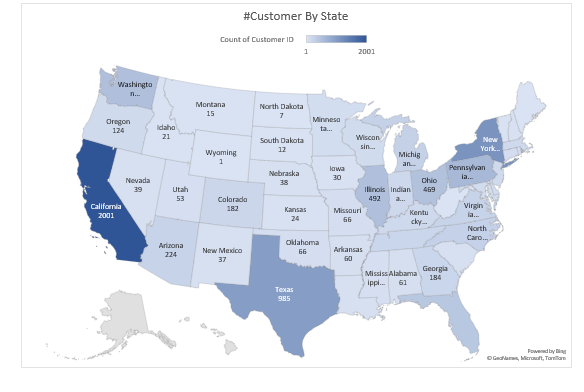 #Customer By State
Count of Customer ID
1 2001
Washingto
n...
Montana
15
North Dakota
7
Minneso
ta...
Oregon
124
Idaho
21
South Dakota
12
Wiscon
sin...
Michig
an...
New
York...
Wyoming
1
Nebraska
38
Iowa
30
Pennsylvan
ia...
Nevada
39
Utah
53
Colorado
182
Illinois
492
Indian
a...
Ohio
469
California
2001
Kansas
24
Missouri
66
Kentu
cky...
Virgin
ia...
North
Caro...
Arizona
224
New Mexico
37
Oklahoma
66
Arkansas
60
Mississ
ippi...
Alabama
61
Georgia
184
Texas
985
Powered by Bing
© GeoNames, Microsoft, TomTom